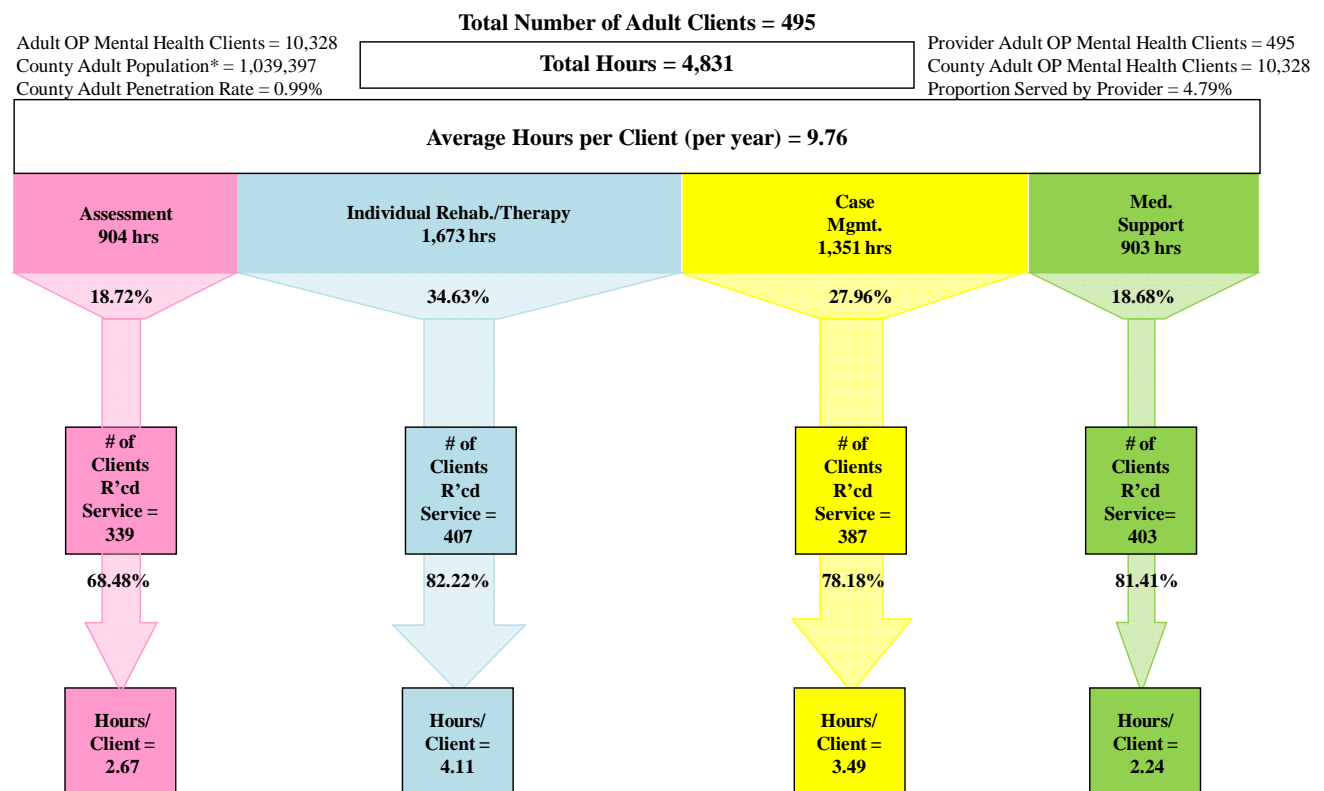 Total Number of Adult Clients = 495
Adult OP Mental Health Clients = 10,328
County Adult Population* = 1,039,397
County Adult Penetration Rate = 0.99%
Total Hours = 4,831
Provider Adult OP Mental Health Clients = 495
County Adult OP Mental Health Clients = 10,328
Proportion Served by Provider = 4.79%
Average Hours per Client (per year) = 9.76
Assessment
904 hrs
Individual Rehab./Therapy
1,673 hrs
Case
Mgmt.
1,351 hrs
Med.
Support
903 hrs
18.72%
34.63%
27.96%
18.68%
# of
Clients
R’cd
Service =
339
# of
Clients
R’cd
Service =
407
# of
Clients
R’cd
Service =
387
# of
Clients
R’cd
Service=
403
68.48%
82.22%
78.18%
81.41%
Hours/
Client =
2.67
Hours/
Client =
4.11
Hours/
Client =
3.49
Hours/
Client =
2.24